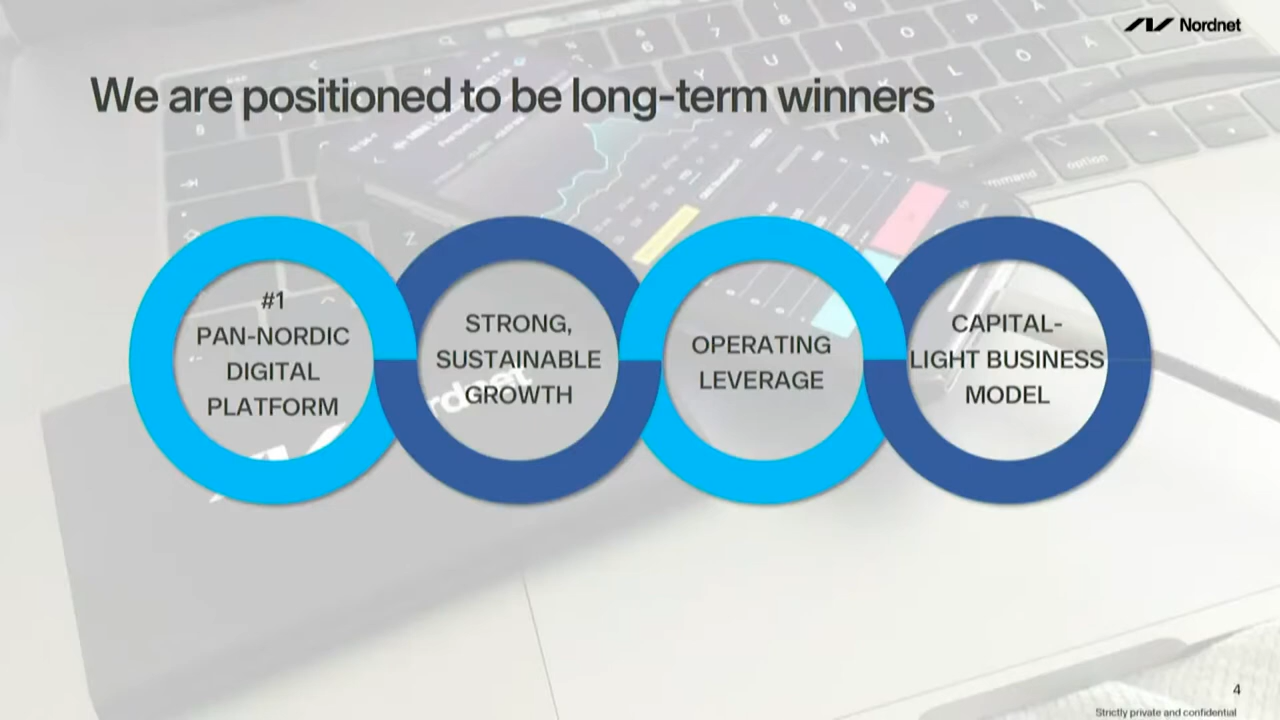 Nordnet
We are positioned to be long-term winners
#1
PAN-NORDIC
DIGITAL
PLATFORM
STRONG,
SUSTAINABLE
GROWTH
OPERATING
LEVERAGE
CAPITAL-
LIGHT BUSINESS
MODEL
option
4
Strictly private and confidential